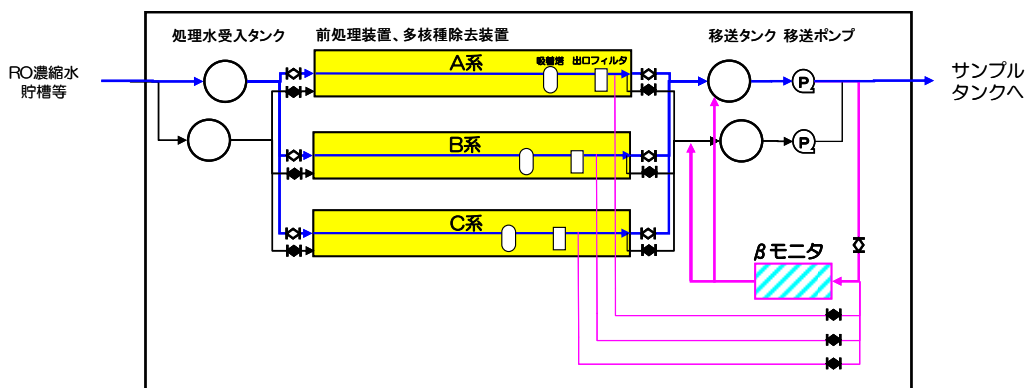 処理水受入タンク
前処理装置、多核種除去装置
移送タンク 移送ポンプ
RO濃縮水
貯槽等
A系
吸着塔 出口フィルタ
P
サンプル
タンクへ
B系
P
C系
βモニタ